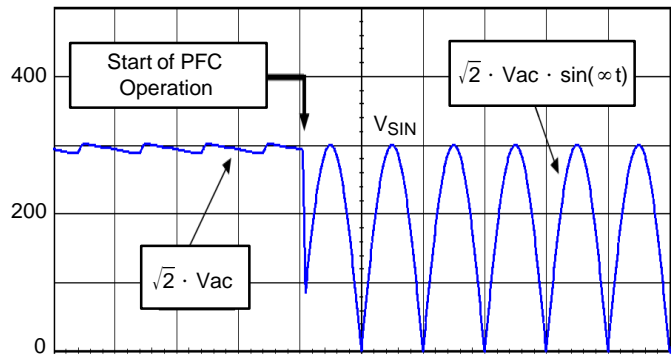 400
200
0
Start of PFC
Operation
√2 · Vac
V_SIN
√2 · Vac · sin(∞ t)